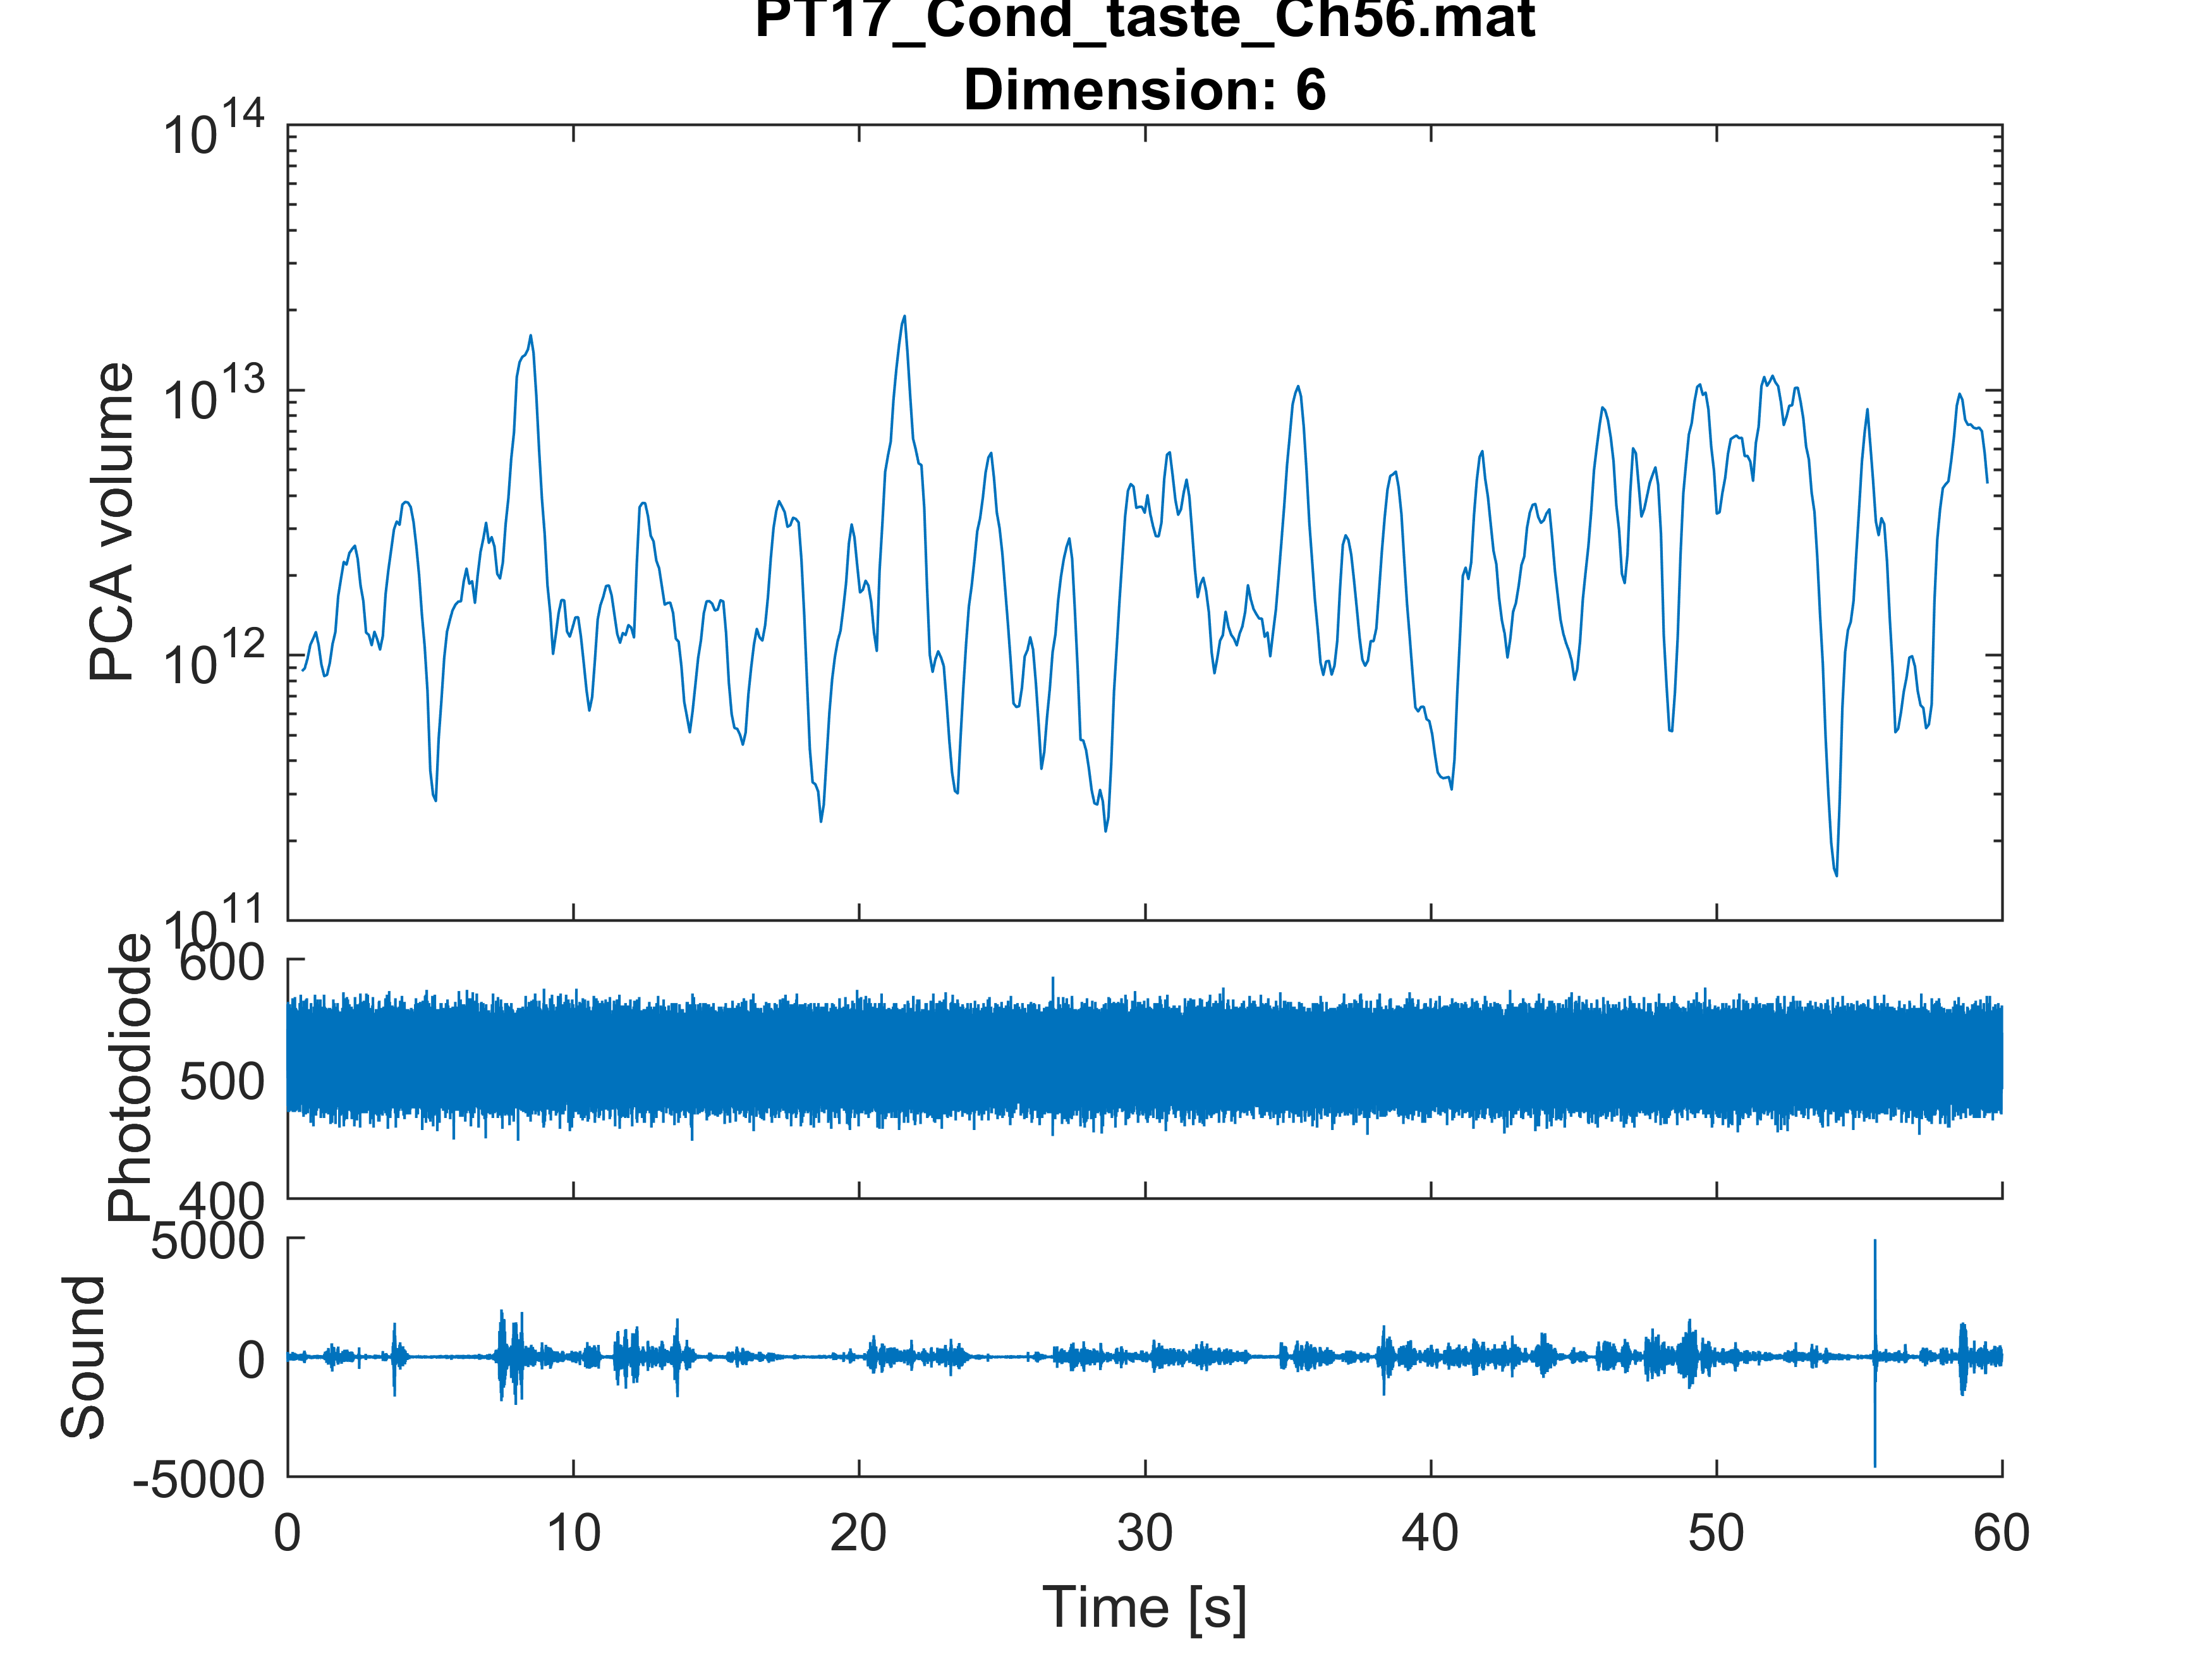 PT17_Cond_taste_Ch56.mat
Dimension: 6
PCA volume
10^14
10^13
10^12
10^11
Photodiode
600
500
400
Sound
5000
0
-5000
0 10 20 30 40 50 60
Time [s]